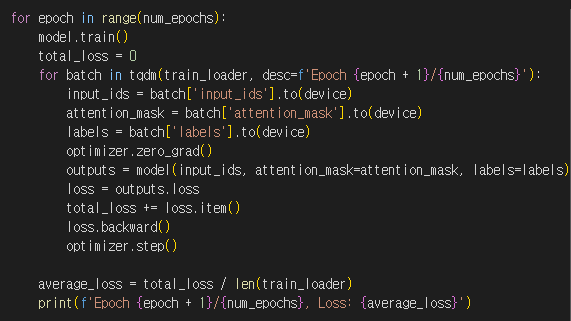 for epoch in range(num_epochs):
    model.train()
    total_loss = 0
    for batch in tqdm(train_loader, desc=f'Epoch {epoch + 1}/{num_epochs}'):
        input_ids = batch['input_ids'].to(device)
        attention_mask = batch['attention_mask'].to(device)
        labels = batch['labels'].to(device)
        optimizer.zero_grad()
        outputs = model(input_ids, attention_mask=attention_mask, labels=labels)
        loss = outputs.loss
        total_loss += loss.item()
        loss.backward()
        optimizer.step()
    average_loss = total_loss / len(train_loader)
    print(f'Epoch {epoch + 1}/{num_epochs}, Loss: {average_loss}')